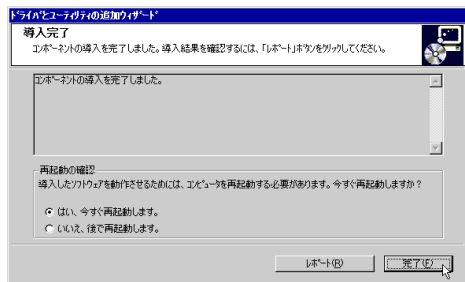 ﾄﾞﾗｲﾊﾞとﾕｰﾃｨﾘﾃｨの追加ｳｨｻﾞｰﾄﾞ
導入完了
ｺﾝﾎﾟｰﾈﾝﾄの導入を完了しました。導入結果を確認するには、「ﾚﾎﾟｰﾄ」ﾎﾞﾀﾝをｸﾘｯｸしてください。
ｺﾝﾎﾟｰﾈﾝﾄの導入を完了しました。
再起動の確認
導入したｿﾌﾄｳｪｱを動作させるためには、ｺﾝﾋﾟｭｰﾀを再起動する必要があります。今すぐ再起動しますか？
はい、今すぐ再起動します。
いいえ、後で再起動します。
ﾚﾎﾟｰﾄ(R)
完了(F)